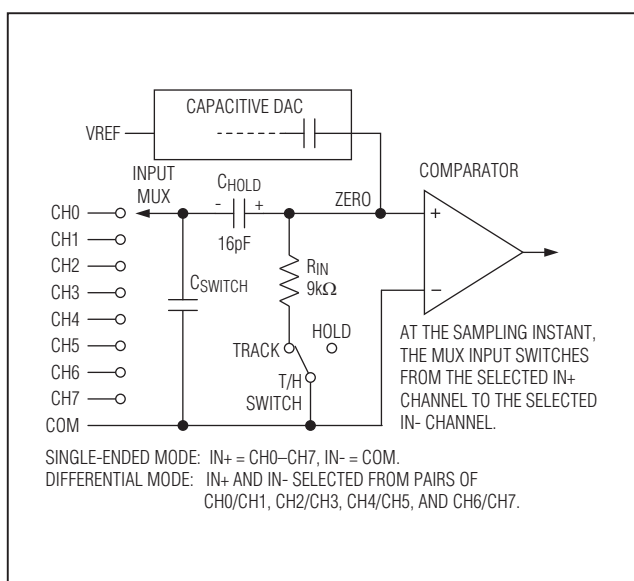 CAPACITIVE DAC
VREF
INPUT
MUX
CHOLD
- +
16pF
ZERO
COMPARATOR
+
−
CH0
CH1
CH2
CH3
CH4
CH5
CH6
CH7
COM
CSWITCH
RIN
9kΩ
TRACK
HOLD
T/H
SWITCH
AT THE SAMPLING INSTANT,
THE MUX INPUT SWITCHES
FROM THE SELECTED IN+
CHANNEL TO THE SELECTED
IN- CHANNEL.
SINGLE-ENDED MODE: IN+ = CH0–CH7, IN- = COM.
DIFFERENTIAL MODE: IN+ AND IN- SELECTED FROM PAIRS OF
CH0/CH1, CH2/CH3, CH4/CH5, AND CH6/CH7.